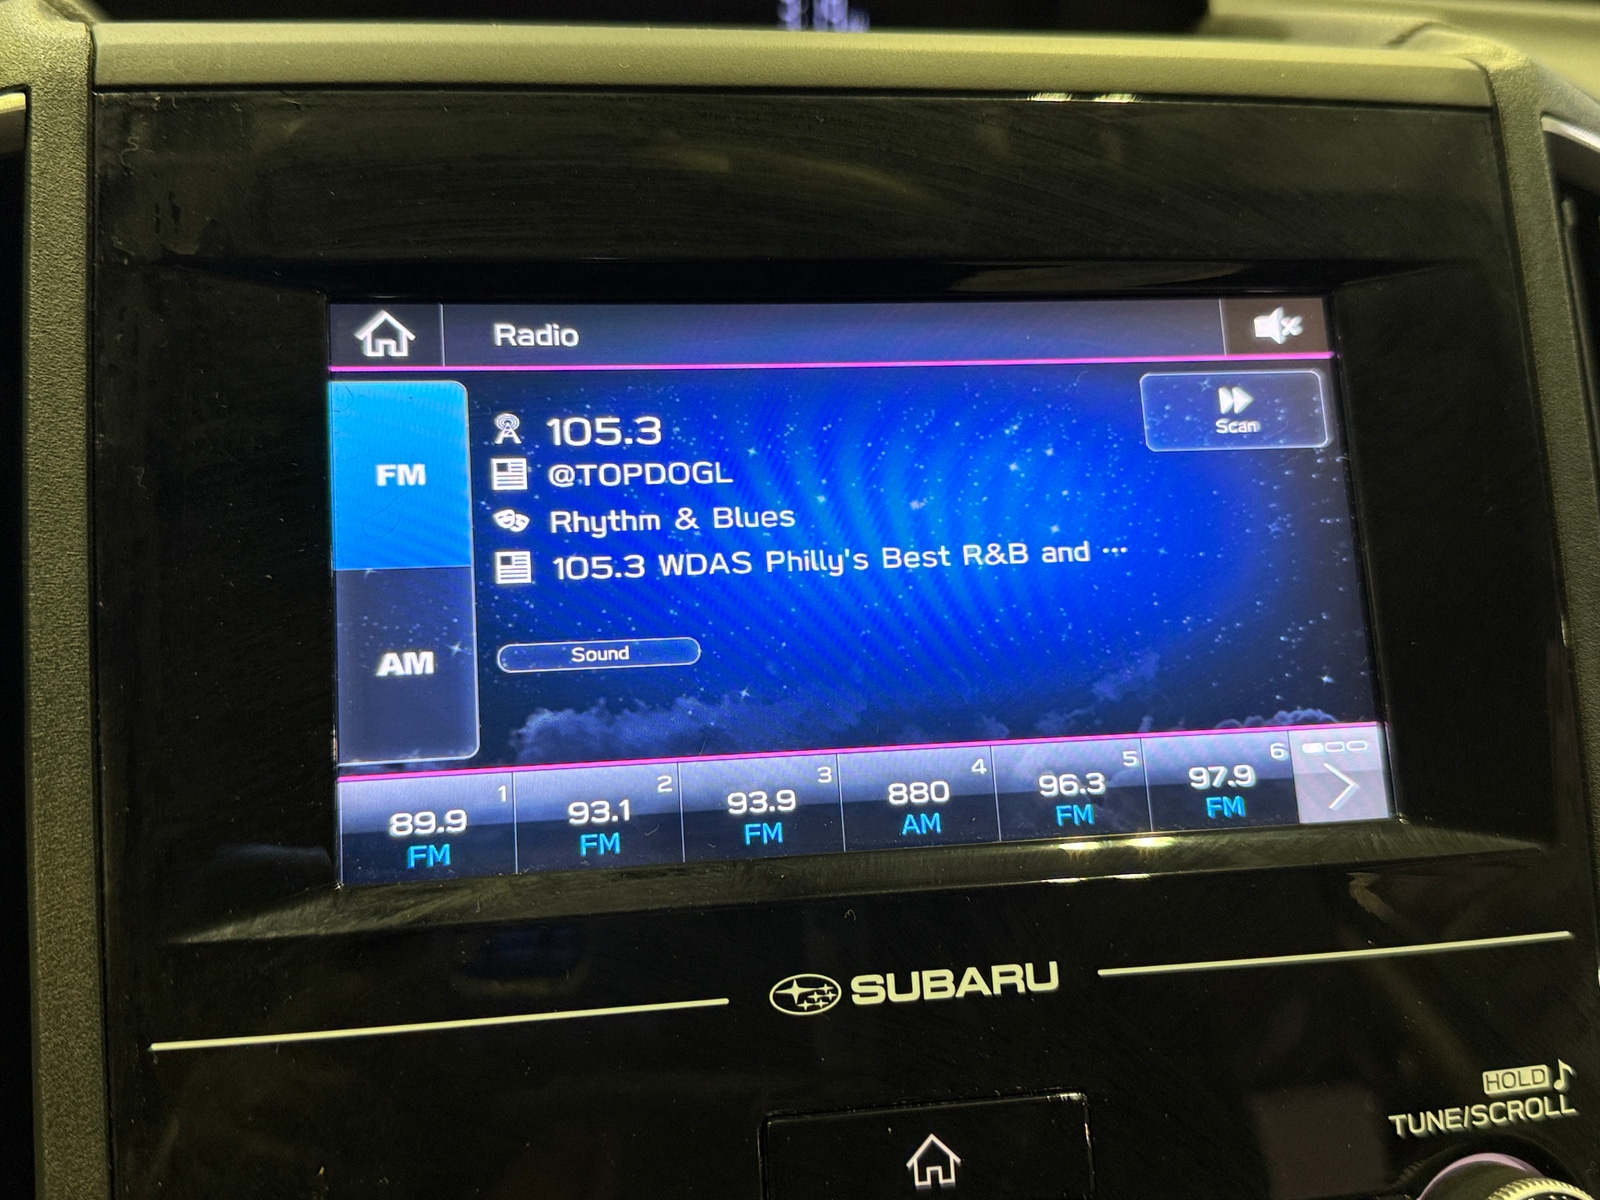 Radio
Scan
FM
105.3
@TOPDOGL
Rhythm & Blues
105.3 WDAS Philly's Best R&B and ...
AM
Sound
1
89.9
FM
2
93.1
FM
3
93.9
FM
4
880
AM
5
96.3
FM
6
97.9
FM
SUBARU
HOLD
TUNE/SCROLL